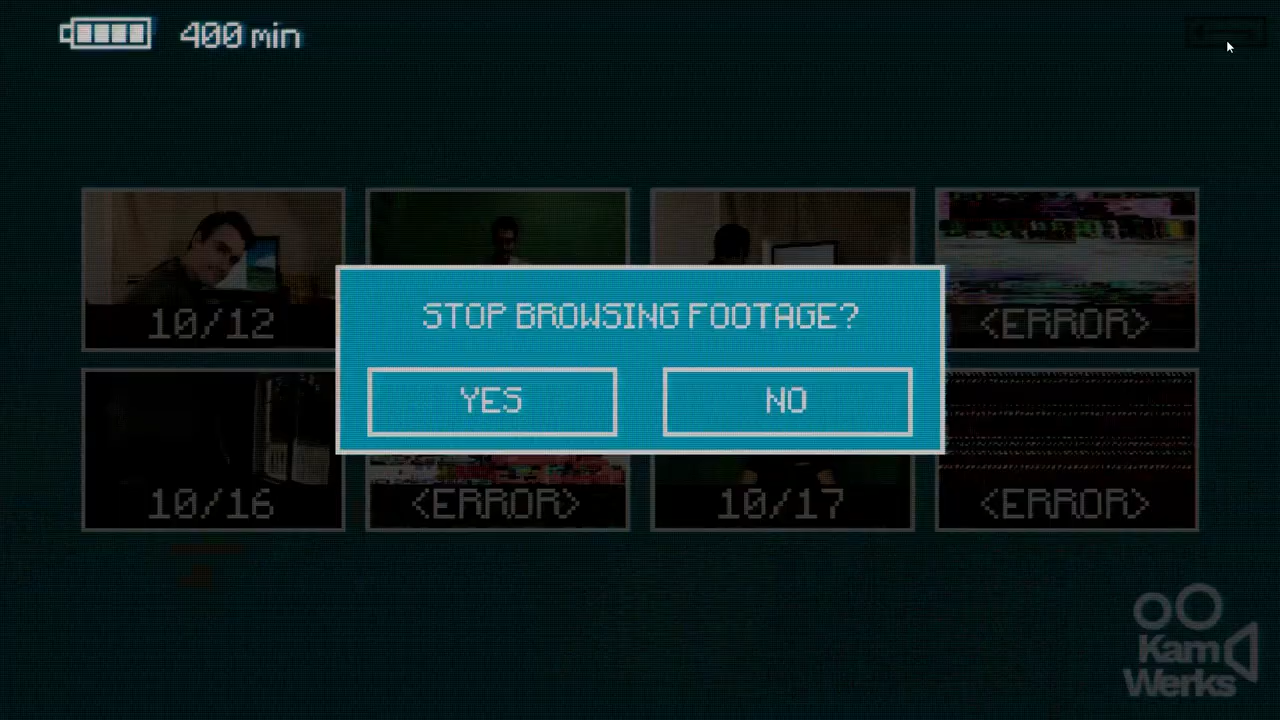 400 min
STOP BROWSING FOOTAGE?
YES NO
10/12 <ERROR>
10/16 <ERROR> 10/17 <ERROR>
Kam
Werks